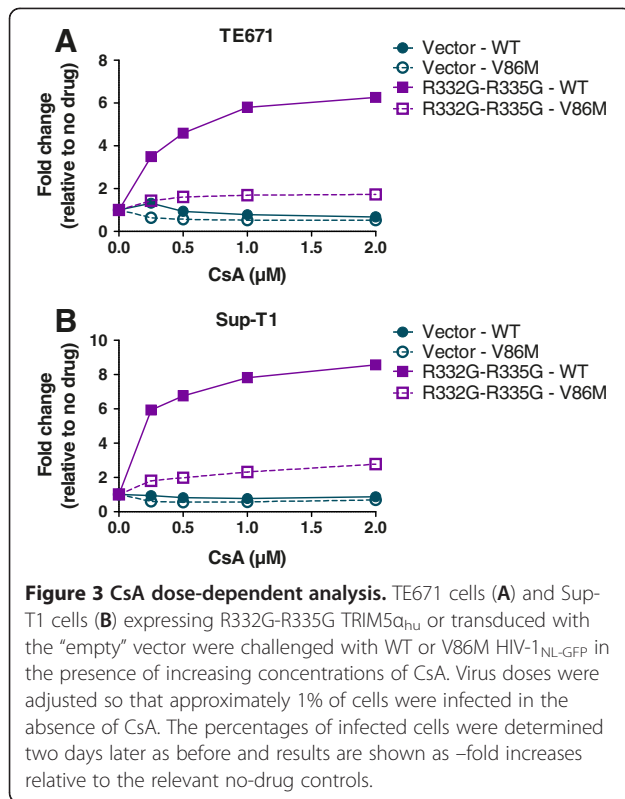 A
TE671
Vector - WT
Vector - V86M
R332G-R335G - WT
R332G-R335G - V86M
Fold change
(relative to no drug)
8
6
4
2
0
0.0 0.5 1.0 1.5 2.0
CsA (µM)
B
Sup-T1
Vector - WT
Vector - V86M
R332G-R335G - WT
R332G-R335G - V86M
Fold change
(relative to no drug)
10
8
6
4
2
0
0.0 0.5 1.0 1.5 2.0
CsA (µM)
Figure 3 CsA dose-dependent analysis. TE671 cells (A) and Sup-
T1 cells (B) expressing R332G-R335G TRIM5αhu or transduced with
the “empty” vector were challenged with WT or V86M HIV-1NL-GFP in
the presence of increasing concentrations of CsA. Virus doses were
adjusted so that approximately 1% of cells were infected in the
absence of CsA. The percentages of infected cells were determined
two days later as before and results are shown as –fold increases
relative to the relevant no-drug controls.